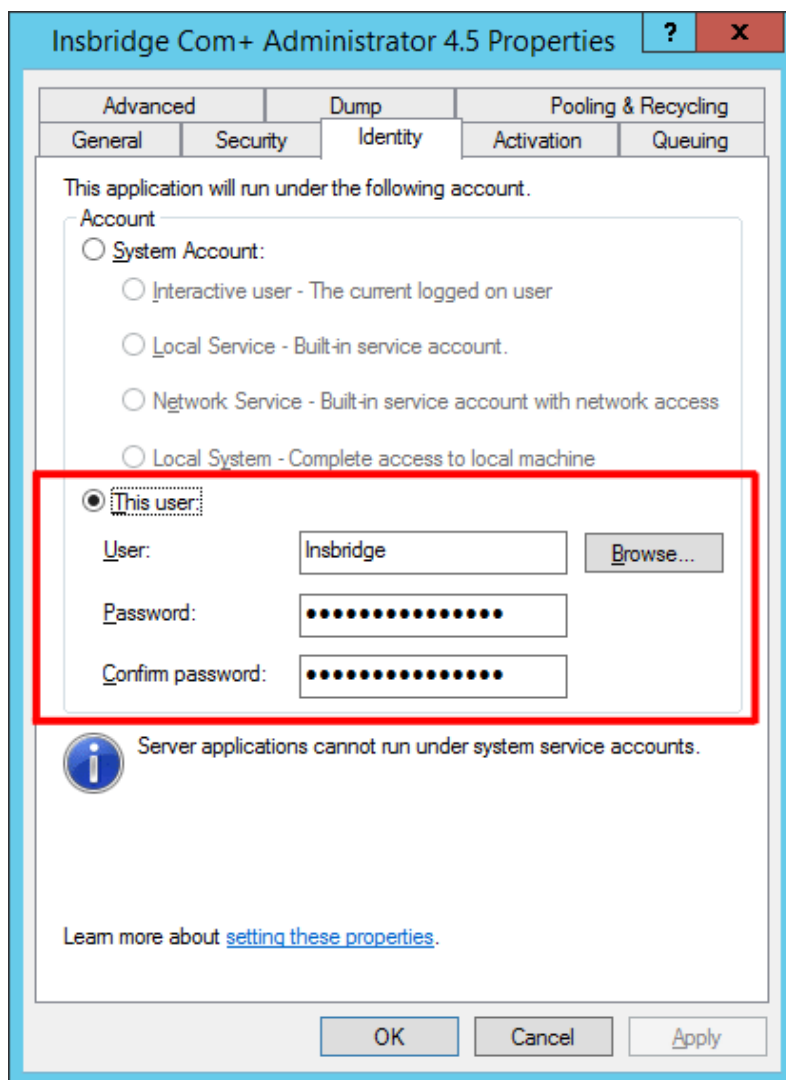 Insbridge Com+ Administrator 4.5 Properties ? x
Advanced Dump Pooling & Recycling
General Security Identity Activation Queuing
This application will run under the following account.
Account
System Account:
Interactive user - The current logged on user
Local Service - Built-in service account.
Network Service - Built-in service account with network access
Local System - Complete access to local machine
This user:
User: Insbridge Browse...
Password: ●●●●●●●●●●●●●●●
Confirm password: ●●●●●●●●●●●●●●●
Server applications cannot run under system service accounts.
Learn more about setting these properties.
OK Cancel Apply